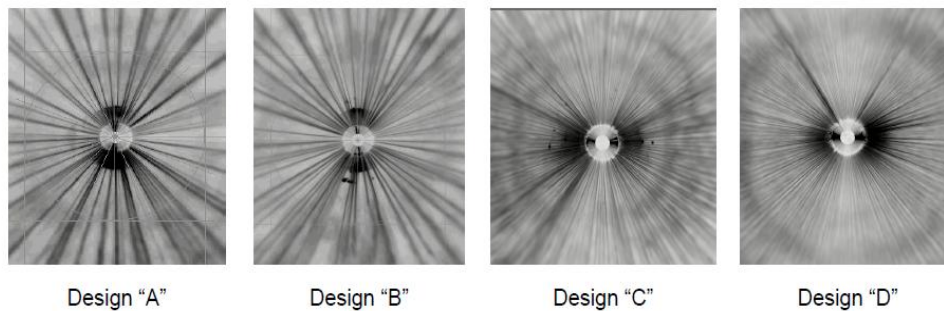 Design “A”
Design “B”
Design “C”
Design “D”